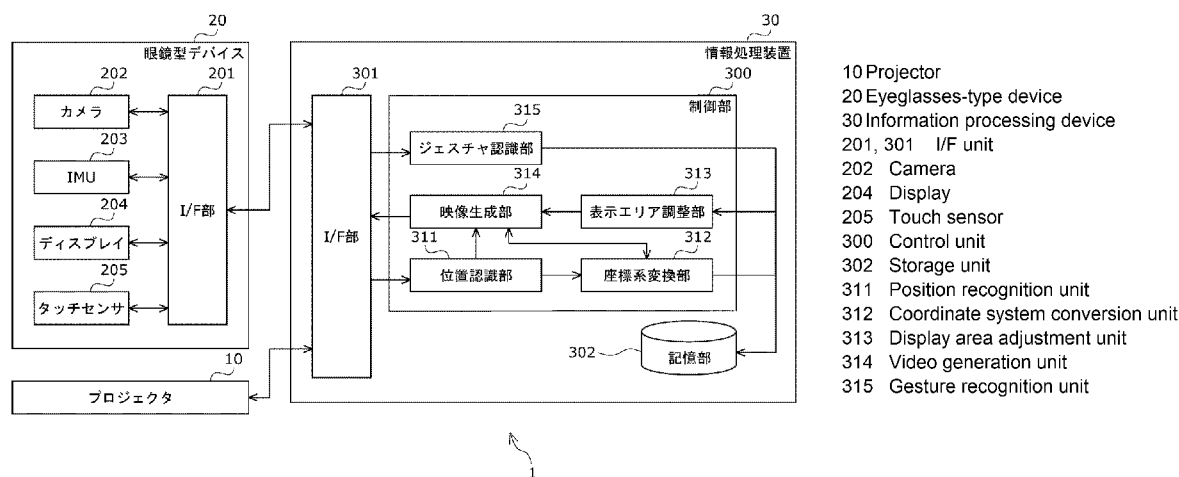 20
眼鏡型デバイス
202
201
カメラ
203
IMU
204
I/F部
ディスプレイ
205
タッチセンサ
10
プロジェクタ
30
情報処理装置
301
300
制御部
315
ジェスチャ認識部
314
313
映像生成部
表示エリア調整部
I/F部
311
312
位置認識部
座標系変換部
302
記憶部
1
10 Projector
20 Eyeglasses-type device
30 Information processing device
201, 301 I/F unit
202 Camera
204 Display
205 Touch sensor
300 Control unit
302 Storage unit
311 Position recognition unit
312 Coordinate system conversion unit
313 Display area adjustment unit
314 Video generation unit
315 Gesture recognition unit